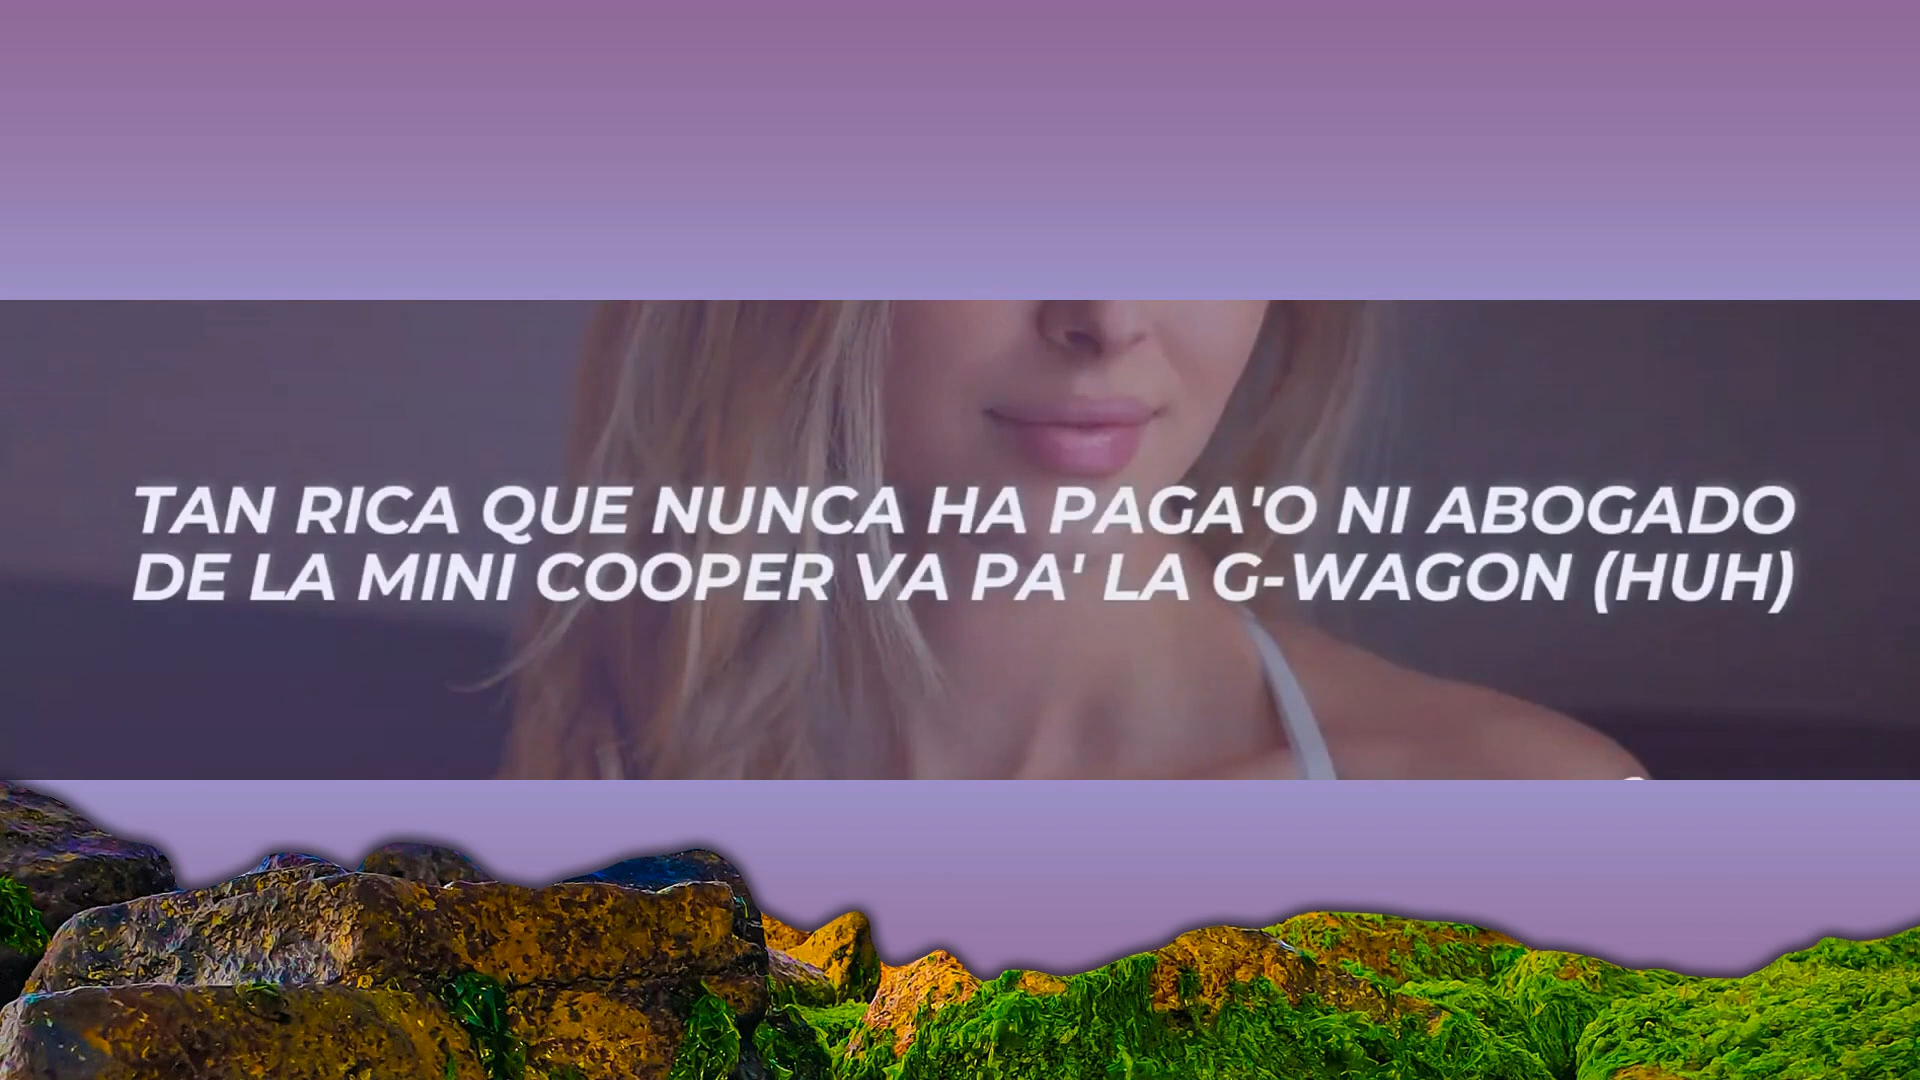 TAN RICA QUE NUNCA HA PAGA'O NI ABOGADO
DE LA MINI COOPER VA PA' LA G-WAGON (HUH)